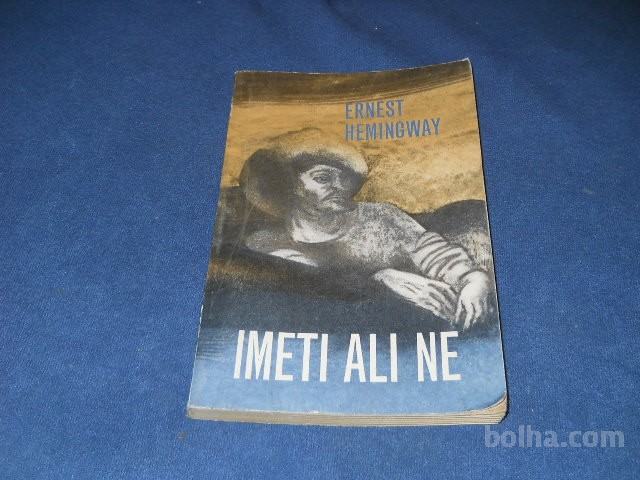 ERNEST
HEMINGWAY
IMETI ALI NE
bolha.com